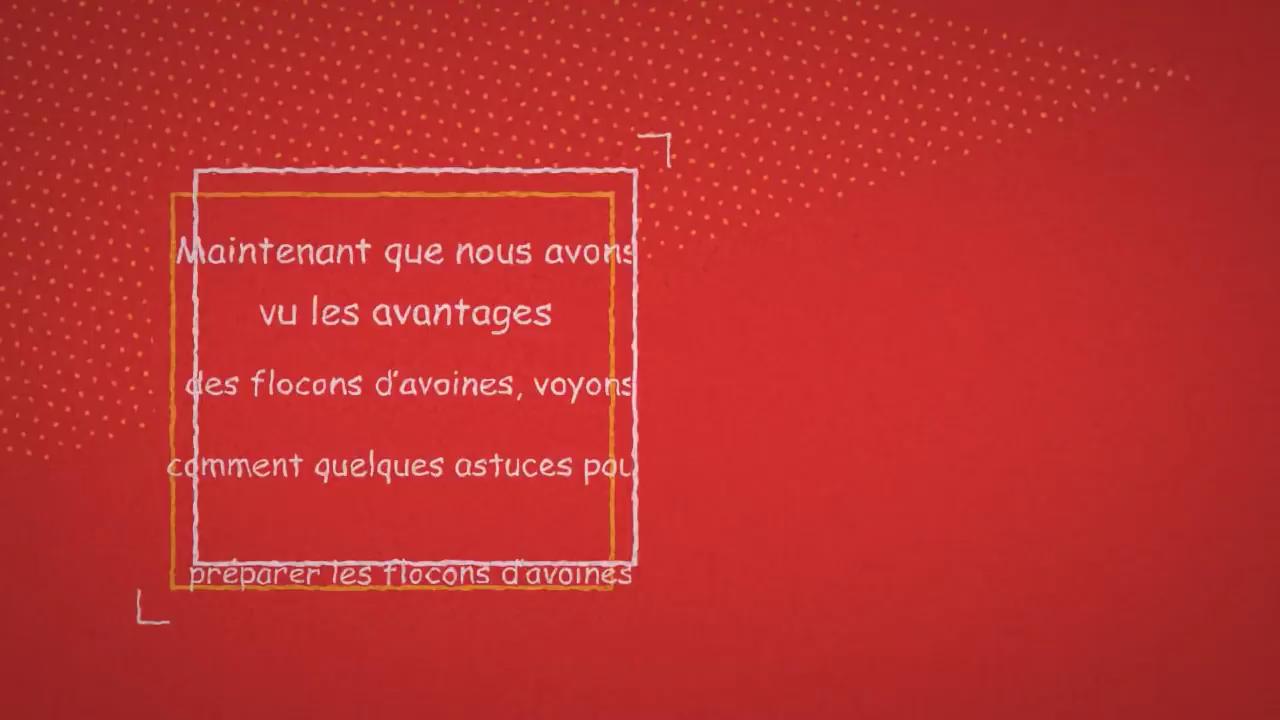 Maintenant que nous avons
vu les avantages
des flocons d'avoines, voyons
comment quelques astuces pou
préparer les flocons d'avoines